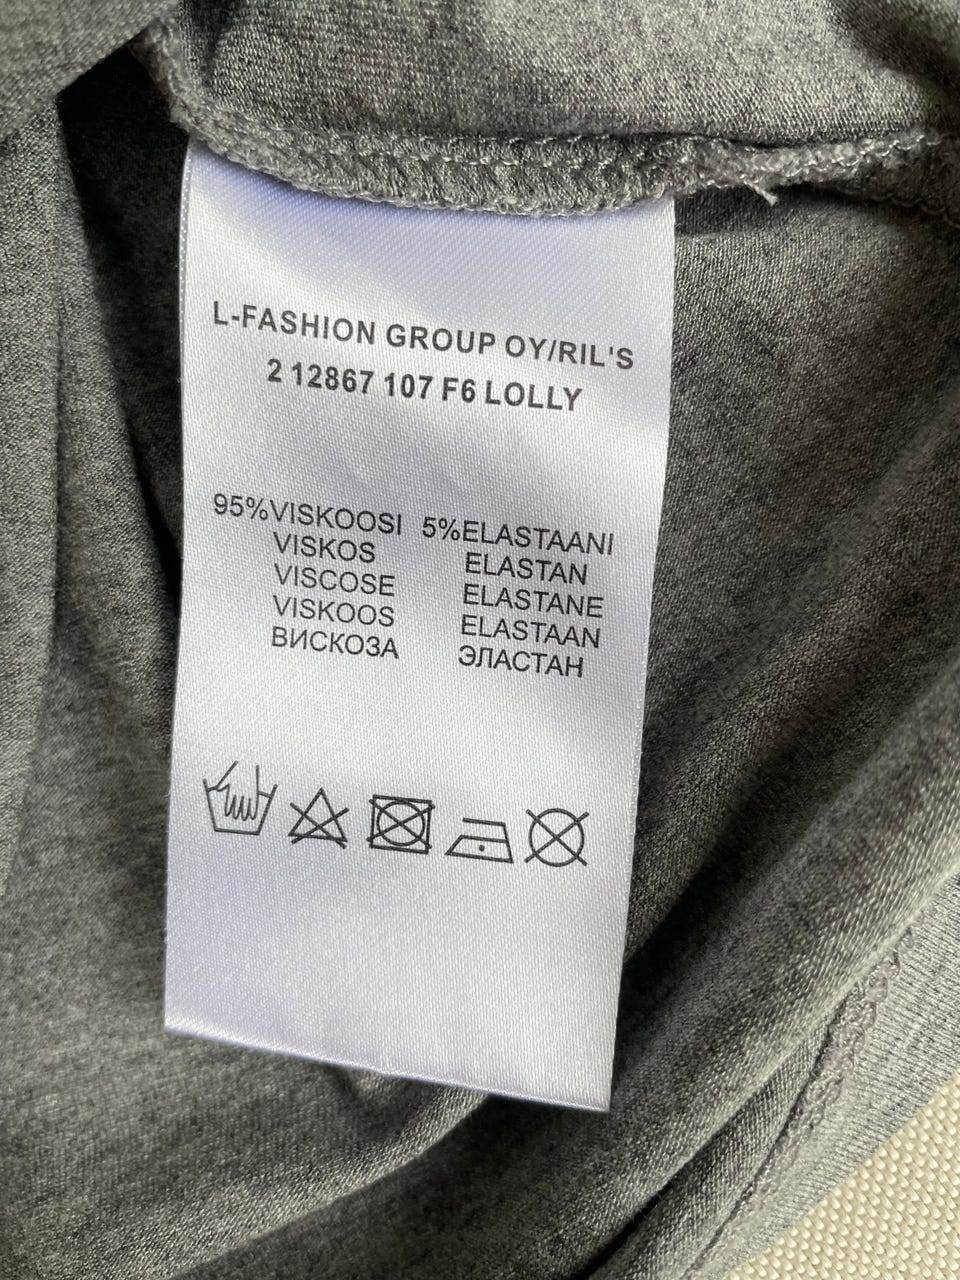 L-FASHION GROUP OY/RIL'S
2 12867 107 F6 LOLLY
95%VISKOOSI 5%ELASTAANI
VISKOS ELASTAN
VISCOSE ELASTANE
VISKOOS ELASTAAN
ВИСКОЗА ЭЛАСТАН